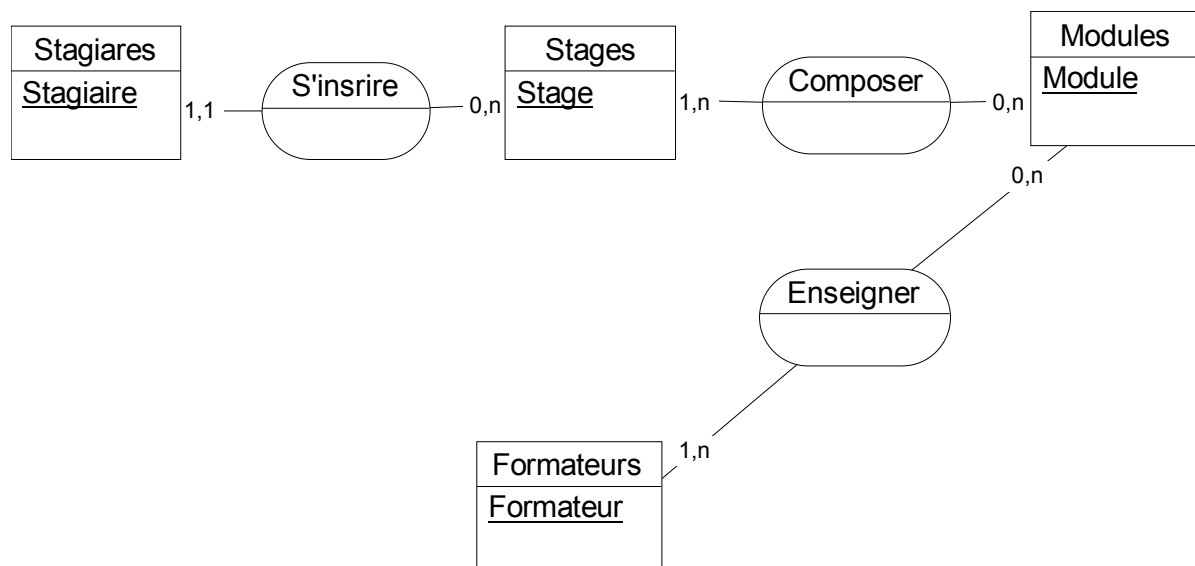 Stagiares
Stagiaire
1,1
S'insrire
0,n
Stages
Stage
1,n
Composer
0,n
Modules
Module
0,n
Enseigner
1,n
Formateurs
Formateur